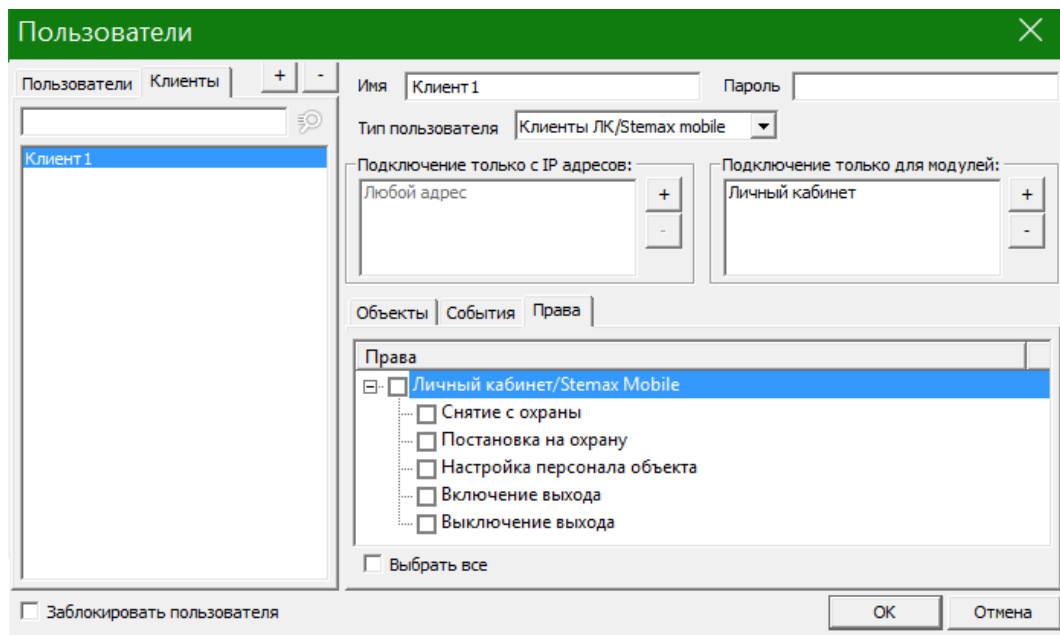 Пользователи
Пользователи Клиенты + -
Клиент1
Имя Клиент1 Пароль
Тип пользователя Клиенты ЛК/Stemax mobile
Подключение только с IP адресов:
Любой адрес
+
-
Подключение только для модулей:
Личный кабинет
+
-
Объекты События Права
Права
Личный кабинет/Stemax Mobile
Снятие с охраны
Постановка на охрану
Настройка персонала объекта
Включение выхода
Выключение выхода
Выбрать все
Заблокировать пользователя
OK Отмена